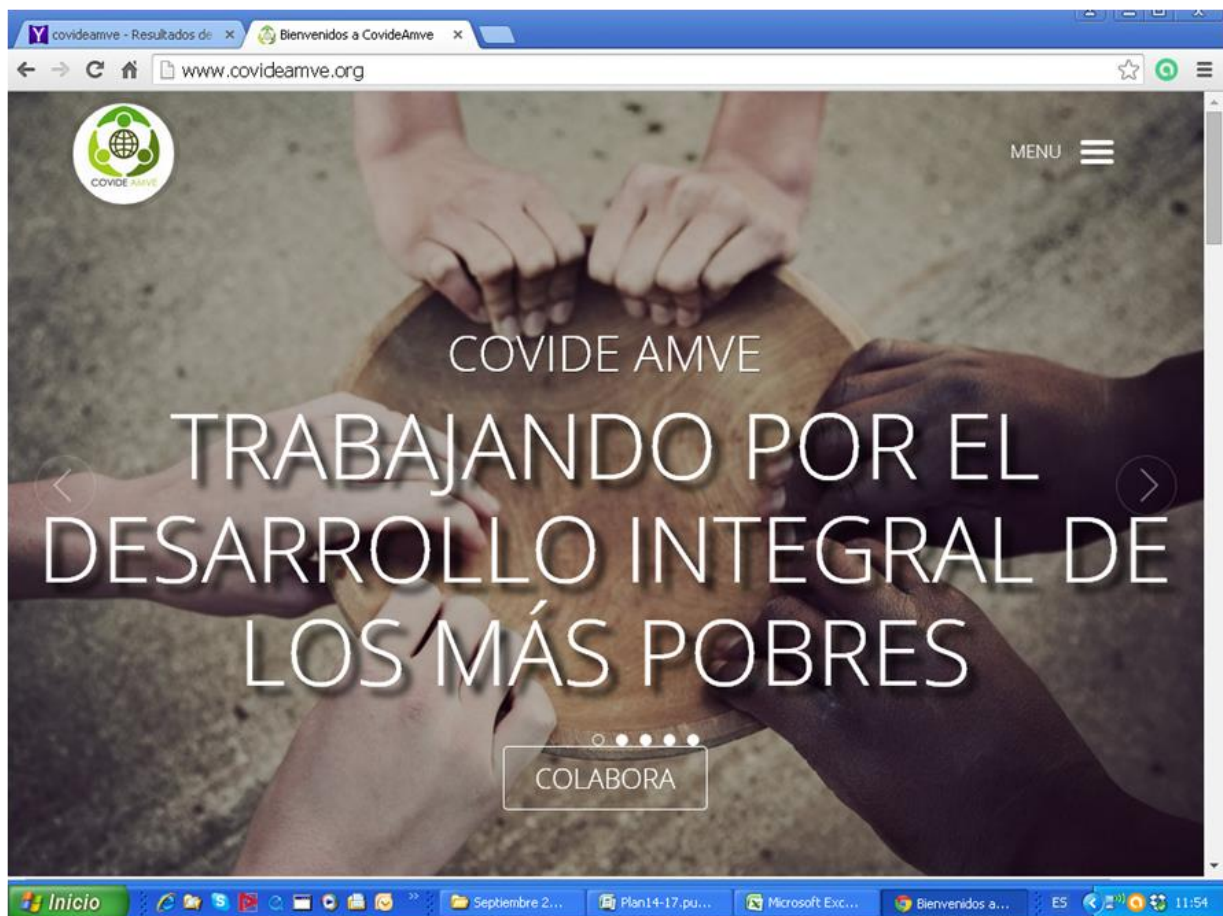 covideamve - Resultados de
Bienvenidos a CovideAmve
www.covideamve.org
COVIDE AMVE
MENU
COVIDE AMVE
TRABAJANDO POR EL
DESARROLLO INTEGRAL DE
LOS MÁS POBRES
COLABORA
Inicio
Septiembre 2...
Plan14-17.pu...
Microsoft Exc...
Bienvenidos a...
ES
11:54